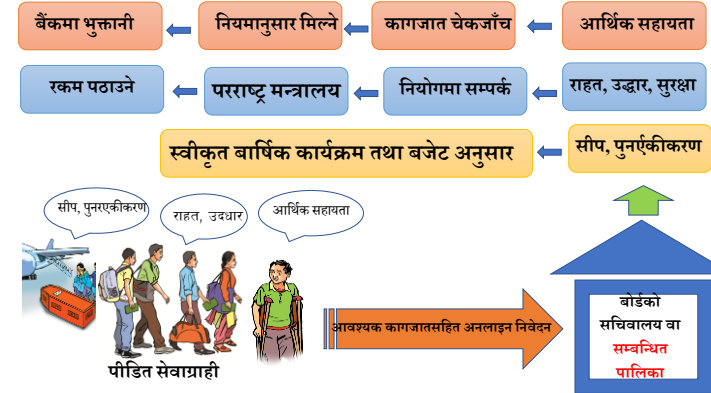 बैंकमा भुक्तानी
नियमानुसार मिल्ने
कागजात चेकजाँच
आर्थिक सहायता
रकम पठाउने
परराष्ट्र मन्त्रालय
नियोगमा सम्पर्क
राहत, उद्धार, सुरक्षा
स्वीकृत बार्षिक कार्यक्रम तथा बजेट अनुसार
सीप, पुनर्एकीकरण
सीप, पुनरएकीकरण
राहत, उदधार
आर्थिक सहायता
आवश्यक कागजातसहित अनलाइन निवेदन
बोर्डको
सचिवालय वा
सम्बन्धित
पालिका
पीडित सेवाग्राही